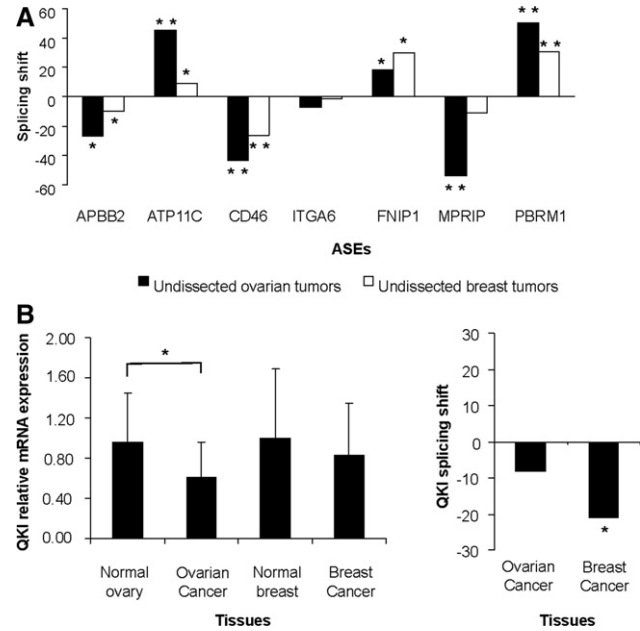 A
Splicing shift
60
40
20
0
-20
-40
-60
* *
*
*
*
* *
* *
*
*
* *
* *
* *
APBB2 ATP11C CD46 ITGA6 FNIP1 MPRIP PBRM1
ASEs
Undissected ovarian tumors Undissected breast tumors
B
QKI relative mRNA expression
2.00
1.60
1.20
0.80
0.40
0.00
*
Normal ovary
Ovarian Cancer
Normal breast
Breast Cancer
Tissues
QKI splicing shift
30
20
10
0
-10
-20
-30
*
Ovarian Cancer
Breast Cancer
Tissues